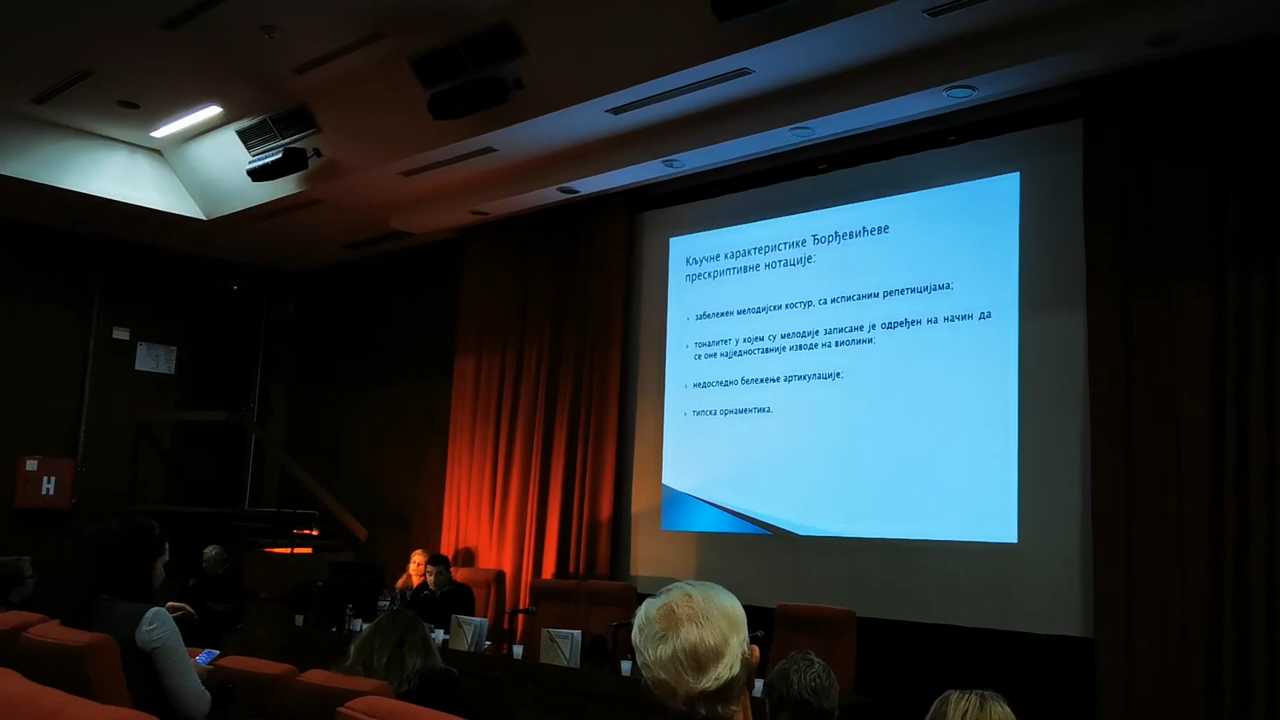 Кључне карактеристике Ђорђевићеве
прескриптивне нотације:
забележен мелодијски костур, са исписаним репетицијама;
тоналитет у којем су мелодије записане је одређен на начин да
се оне најједноставније изводе на виолини;
недоследно бележење артикулације;
типска орнаментика.
H